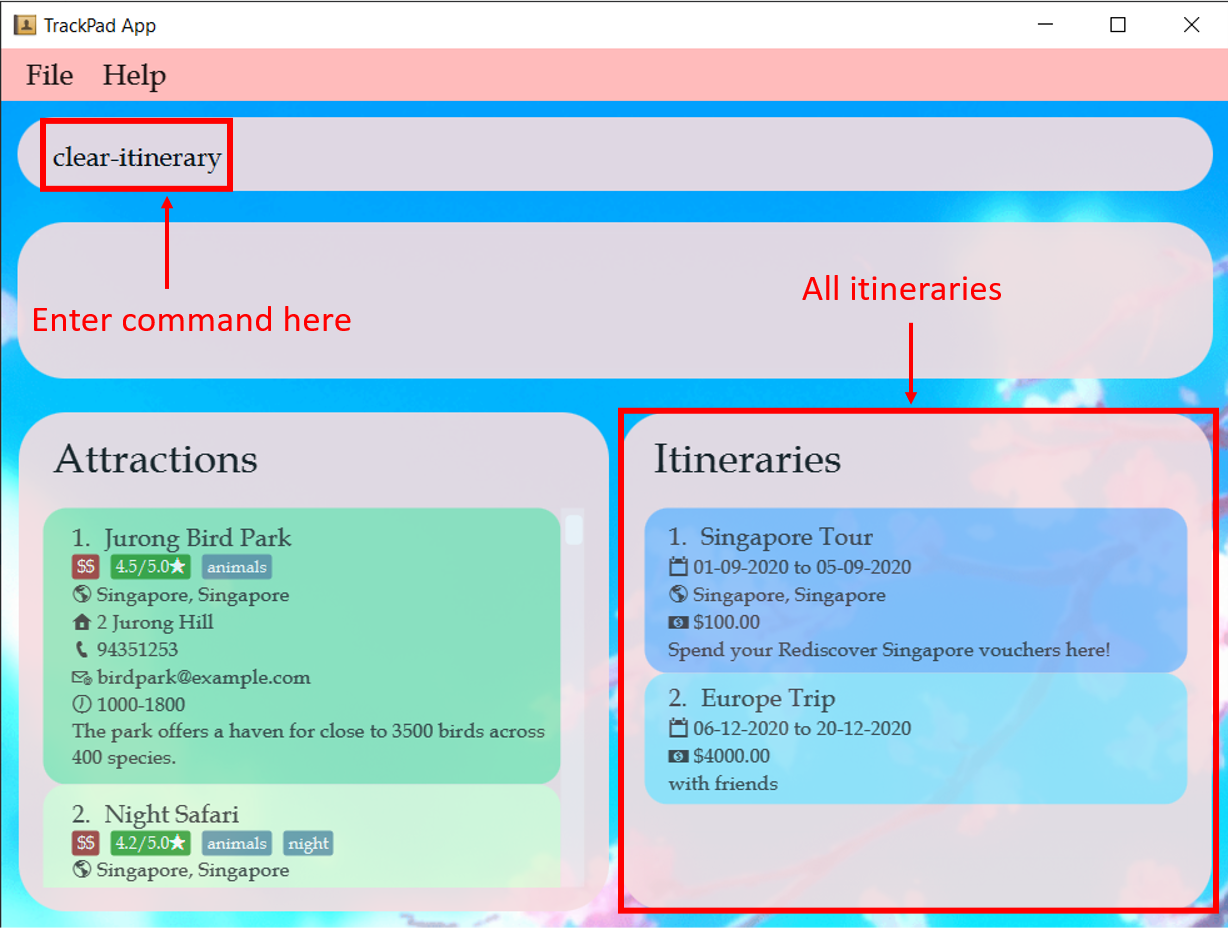 TrackPad App
File Help
clear-itinerary
Enter command here
All itineraries
Attractions
1. Jurong Bird Park
$$ 4.5/5.0★ animals
Singapore, Singapore
2 Jurong Hill
94351253
birdpark@example.com
1000-1800
The park offers a haven for close to 3500 birds across
400 species.
2. Night Safari
$$ 4.2/5.0★ animals night
Singapore, Singapore
Itineraries
1. Singapore Tour
01-09-2020 to 05-09-2020
Singapore, Singapore
$100.00
Spend your Rediscover Singapore vouchers here!
2. Europe Trip
06-12-2020 to 20-12-2020
$4000.00
with friends